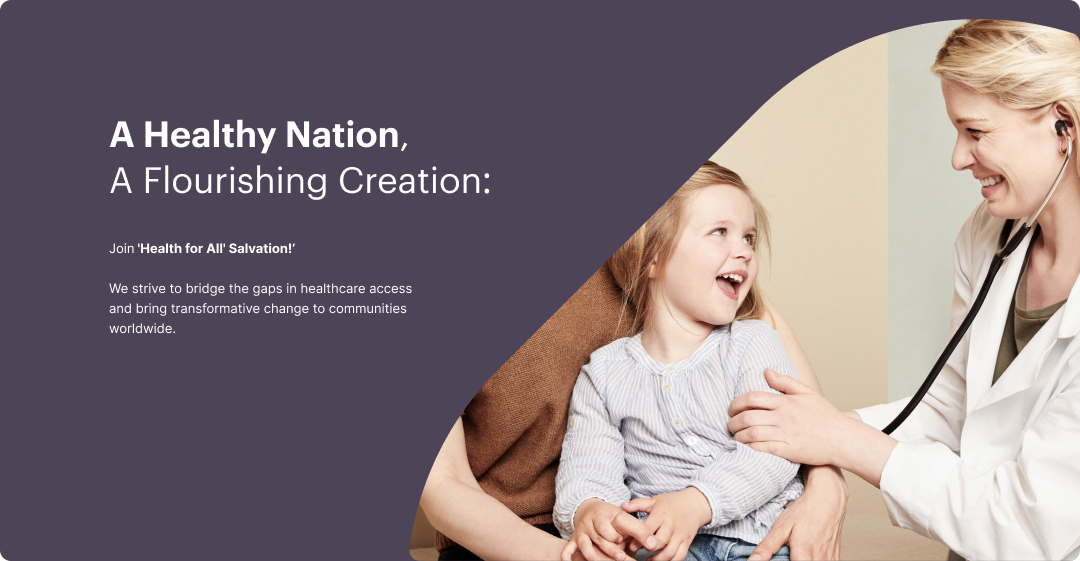 A Healthy Nation,
A Flourishing Creation:
Join 'Health for All' Salvation!’
We strive to bridge the gaps in healthcare access
and bring transformative change to communities
worldwide.